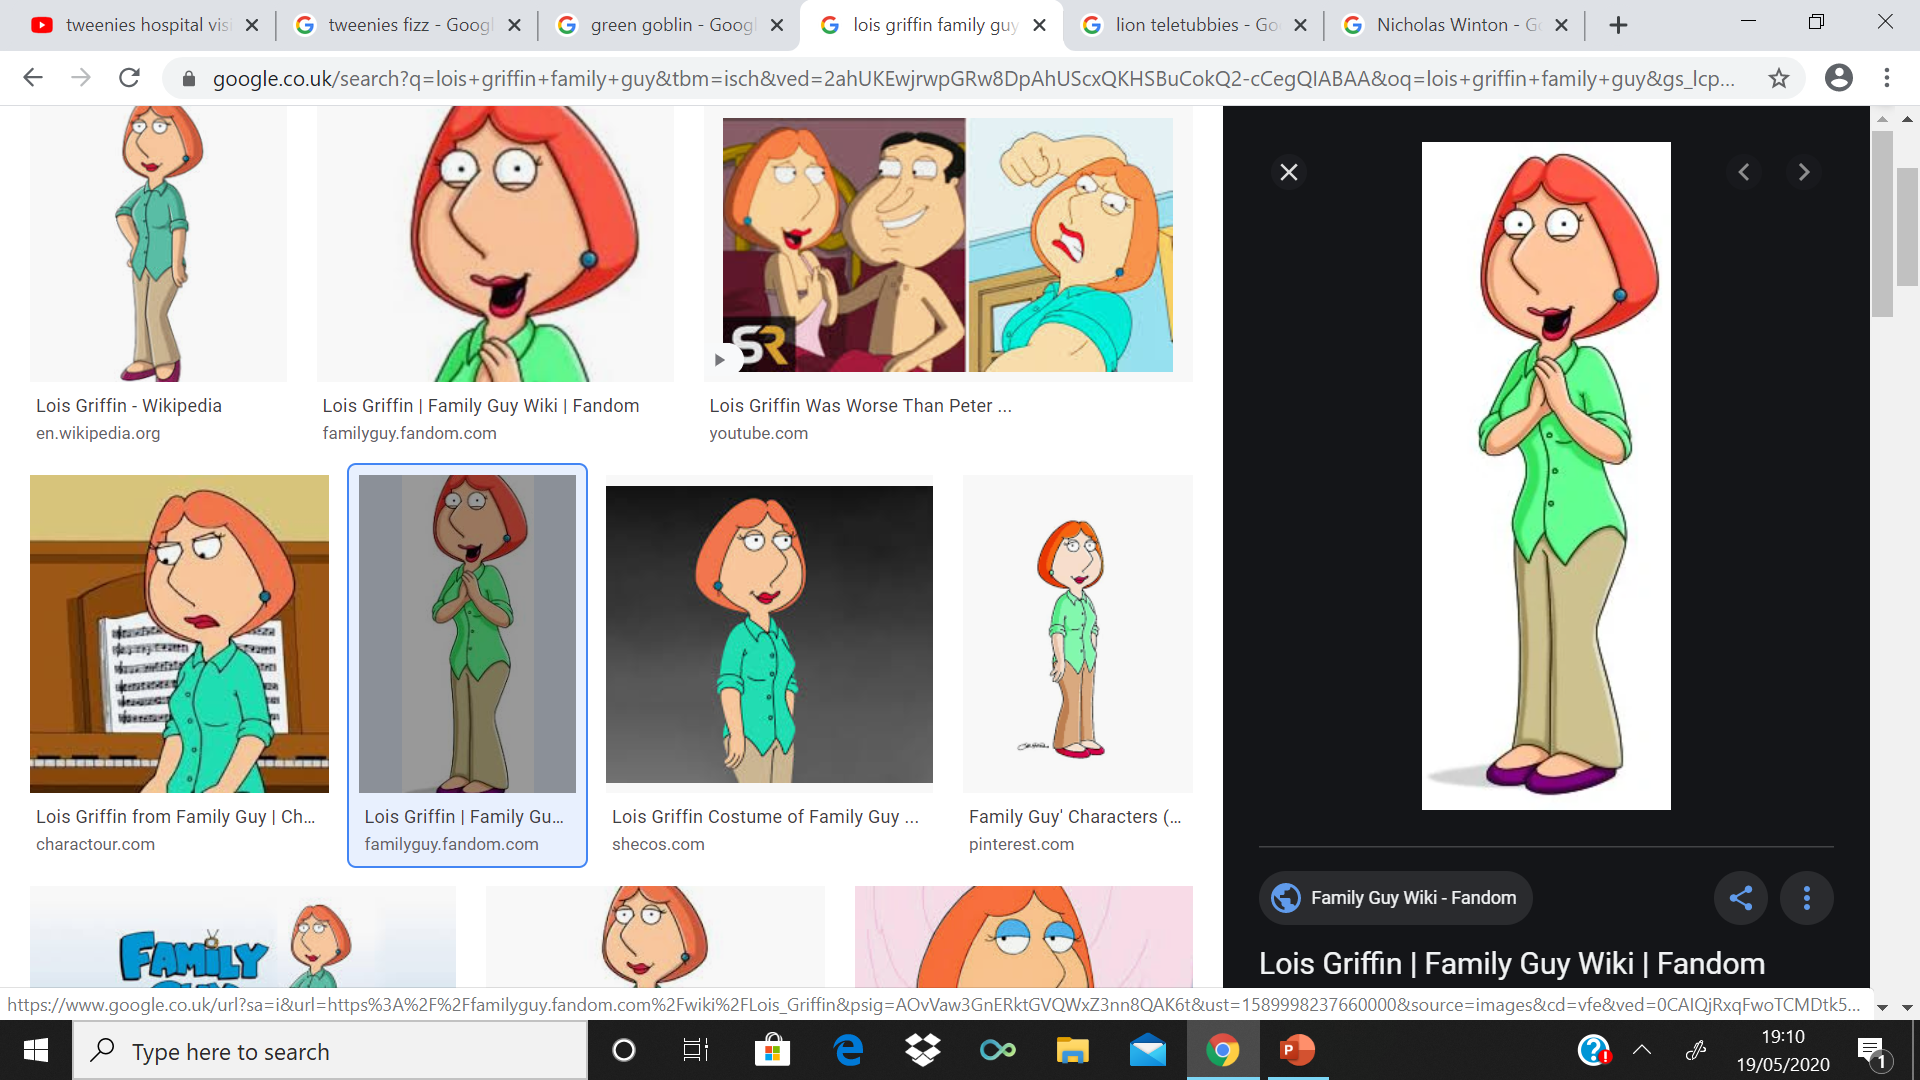 tweenies hospital visi
tweenies fizz - Googl
green goblin - Googl
lois griffin family guy
lion teletubbies - Go
Nicholas Winton - G
google.co.uk/search?q=lois+griffin+family+guy&tbm=isch&ved=2ahUKEwjrwpGRw8DpAhUScxQKHSBuCokQ2-cCegQIABAA&oq=lois+griffin+family+guy&gs_lcp...
SR
Lois Griffin - Wikipedia
en.wikipedia.org
Lois Griffin | Family Guy Wiki | Fandom
familyguy.fandom.com
Lois Griffin Was Worse Than Peter ...
youtube.com
Lois Griffin from Family Guy | Ch...
charactour.com
Lois Griffin | Family Gu...
familyguy.fandom.com
Lois Griffin Costume of Family Guy ...
shecos.com
Family Guy' Characters (...
pinterest.com
FAMILY
GUY
Family Guy Wiki - Fandom
Lois Griffin | Family Guy Wiki | Fandom
https://www.google.co.uk/url?sa=i&url=https%3A%2F%2Ffamilyguy.fandom.com%2Fwiki%2FLois_Griffin&psig=AOvVaw3GnERktGVQWxZ3nn8QAK6t&ust=1589998237660000&source=images&cd=vfe&ved=0CAIQjRxqFwoTCMDtk5...
Type here to search
P
19:10
19/05/2020
1